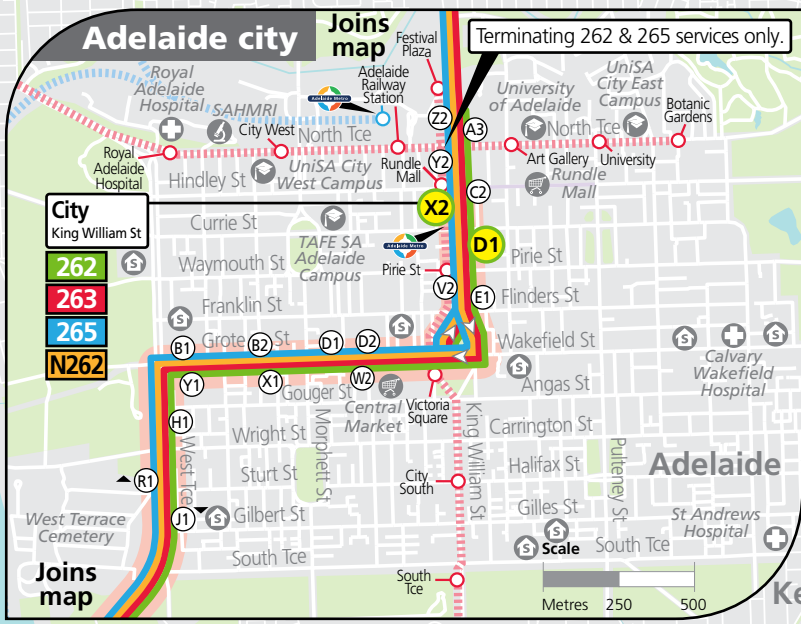 Adelaide city
Joins
map
Terminating 262 & 265 services only.
Festival
Plaza
Adelaide
Railway
Station
Adelaide Metro
Royal
Adelaide
Hospital
SAHMRI
City West
North Tce
Royal
Adelaide
Hospital
Hindley St
UniSA City
West Campus
Rundle
Mall
Z2
A3
Y2
University
of Adelaide
UniSA
City East
Campus
Botanic
Gardens
North Tce
Art Gallery
University
Rundle
Mall
C2
X2
City
King William St
262
263
265
N262
Currie St
TAFE SA
Adelaide
Campus
Adelaide Metro
D1
Waymouth St
Pirie St
Pirie St
Franklin St
V2
E1
Flinders St
S
S
S
S
S
S
S
S
S
B1
Grote St
B2
D1
D2
Wakefield St
Calvary
Wakefield
Hospital
Y1
X1
W2
Gouger St
Central
Market
Victoria
Square
Angas St
H1
West Tce
Wright St
Morphett St
King William St
Carrington St
Pulteney St
R1
Sturt St
City
South
Halifax St
Adelaide
West Terrace
Cemetery
J1
Gilbert St
Gilles St
St Andrews
Hospital
South Tce
Scale
South Tce
Joins
map
South
Tce
Metres 250 500
Ke